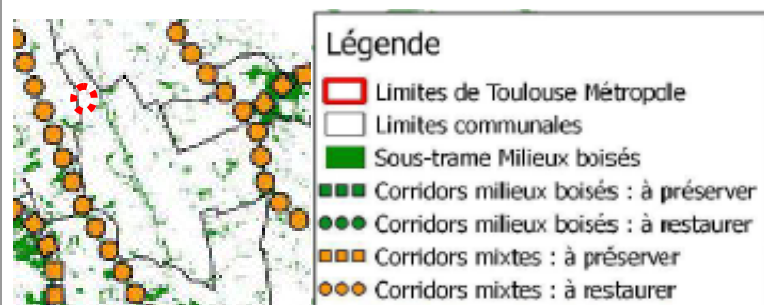 Légende
Limites de Toulouse Métropole
Limites communales
Sous-trame Milieux boisés
Corridors milieux boisés : à préserver
Corridors milieux boisés : à restaurer
Corridors mixtes : à préserver
Corridors mixtes : à restaurer